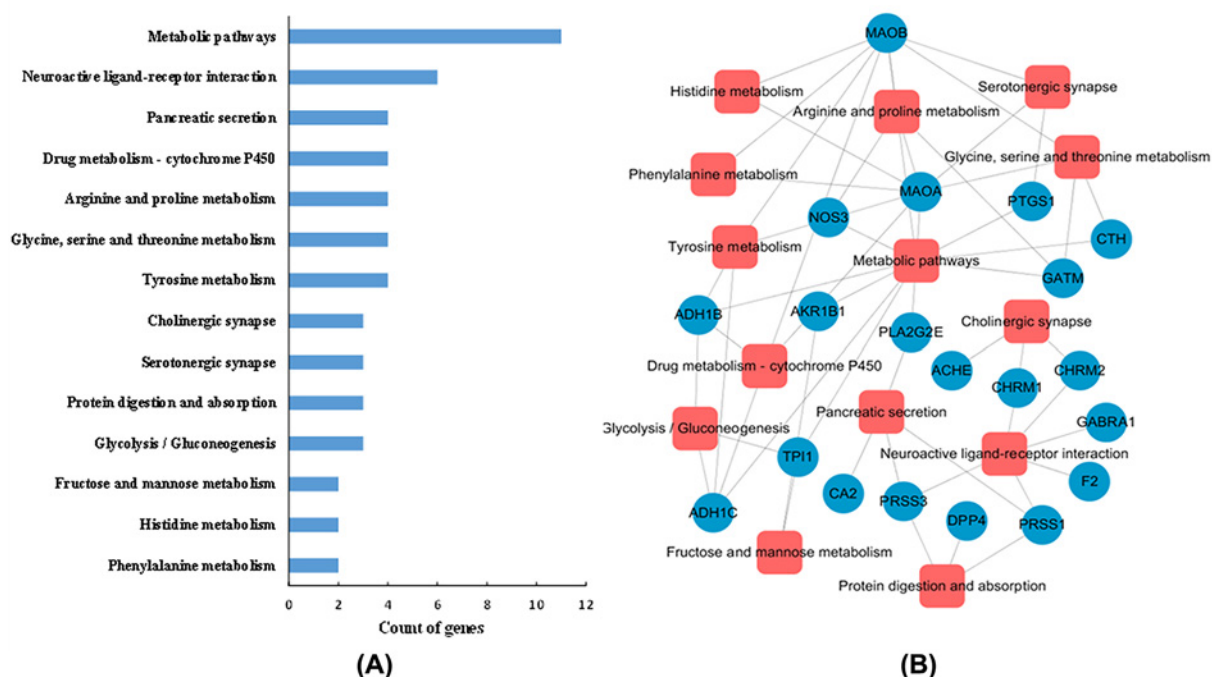 Metabolic pathways
Neuroactive ligand-receptor interaction
Pancreatic secretion
Drug metabolism - cytochrome P450
Arginine and proline metabolism
Glycine, serine and threonine metabolism
Tyrosine metabolism
Cholinergic synapse
Serotonergic synapse
Protein digestion and absorption
Glycolysis / Gluconeogenesis
Fructose and mannose metabolism
Histidine metabolism
Phenylalanine metabolism
0 2 4 6 8 10 12
Count of genes
(A)
MAOB
Histidine metabolism
Serotonergic synapse
Arginine and proline metabolism
Glycine, serine and threonine metabolism
Phenylalanine metabolism
MAOA
PTGS1
NOS3
CTH
Tyrosine metabolism
Metabolic pathways
GATM
ADH1B
AKR1B1
PLA2G2E
Cholinergic synapse
Drug metabolism - cytochrome P450
ACHE
CHRM1
CHRM2
Pancreatic secretion
GABRA1
Glycolysis / Gluconeogenesis
Neuroactive ligand-receptor interaction
TPI1
F2
CA2
PRSS3
ADH1C
DPP4
PRSS1
Fructose and mannose metabolism
Protein digestion and absorption
(B)